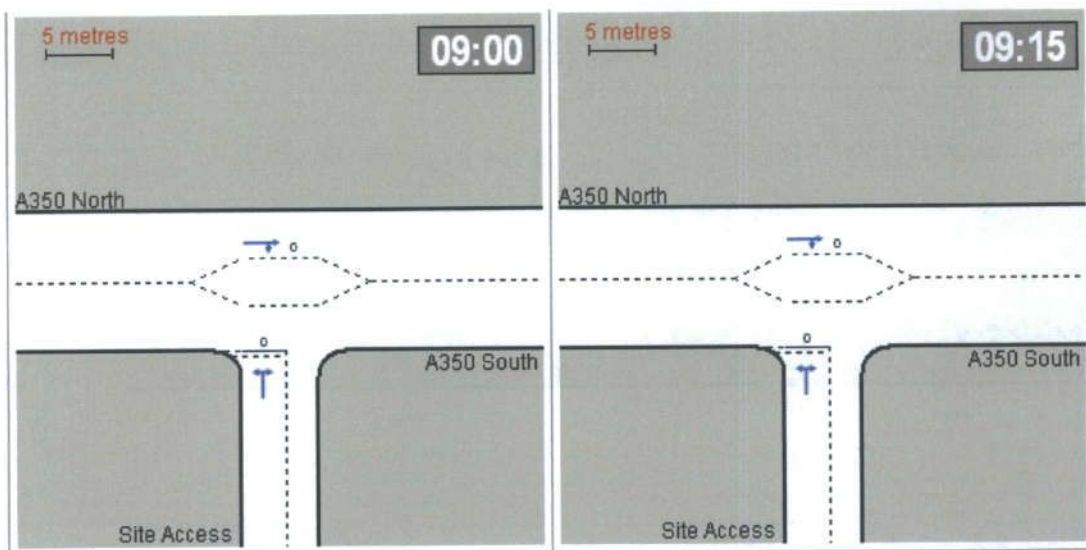 5 metres
09:00
A350 North
o
o
A350 South
Site Access
5 metres
09:15
A350 North
o
o
A350 South
Site Access